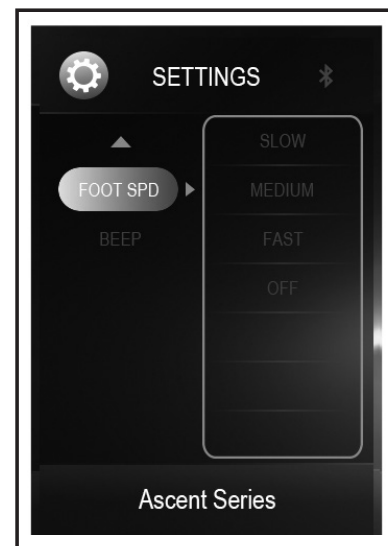 SETTINGS
FOOT SPD
BEEP
SLOW
MEDIUM
FAST
OFF
Ascent Series